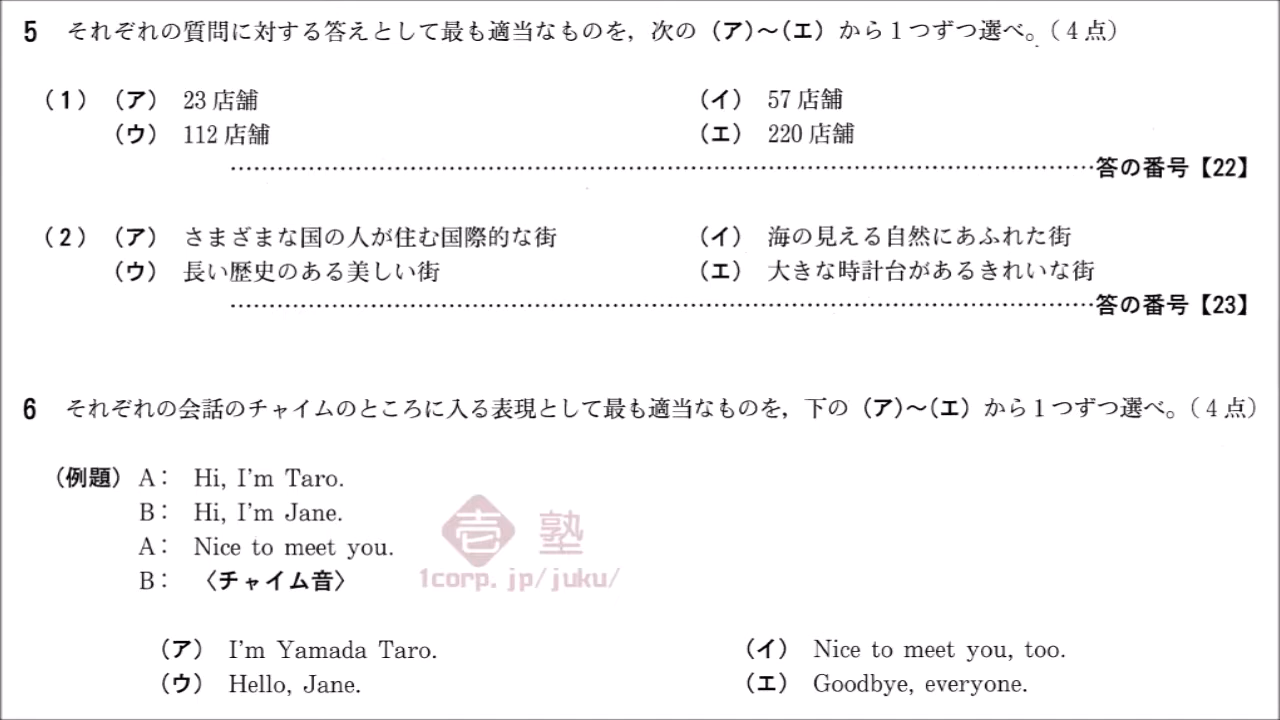 5 それぞれの質問に対する答えとして最も適当なものを，次の（ア）～（エ）から１つずつ選べ。（４点）
（１）（ア） 23 店舗 （イ） 57 店舗
（ウ） 112 店舗 （エ） 220 店舗
答の番号【22】
（２）（ア） さまざまな国の人が住む国際的な街 （イ） 海の見える自然にあふれた街
（ウ） 長い歴史のある美しい街 （エ） 大きな時計台があるきれいな街
答の番号【23】
6 それぞれの会話のチャイムのところに入る表現として最も適当なものを，下の（ア）～（エ）から１つずつ選べ。（４点）
（例題） A： Hi, I'm Taro.
B： Hi, I'm Jane.
A： Nice to meet you.
B： 〈チャイム音〉
壱 塾
1corp.jp/juku/
（ア） I'm Yamada Taro. （イ） Nice to meet you, too.
（ウ） Hello, Jane. （エ） Goodbye, everyone.